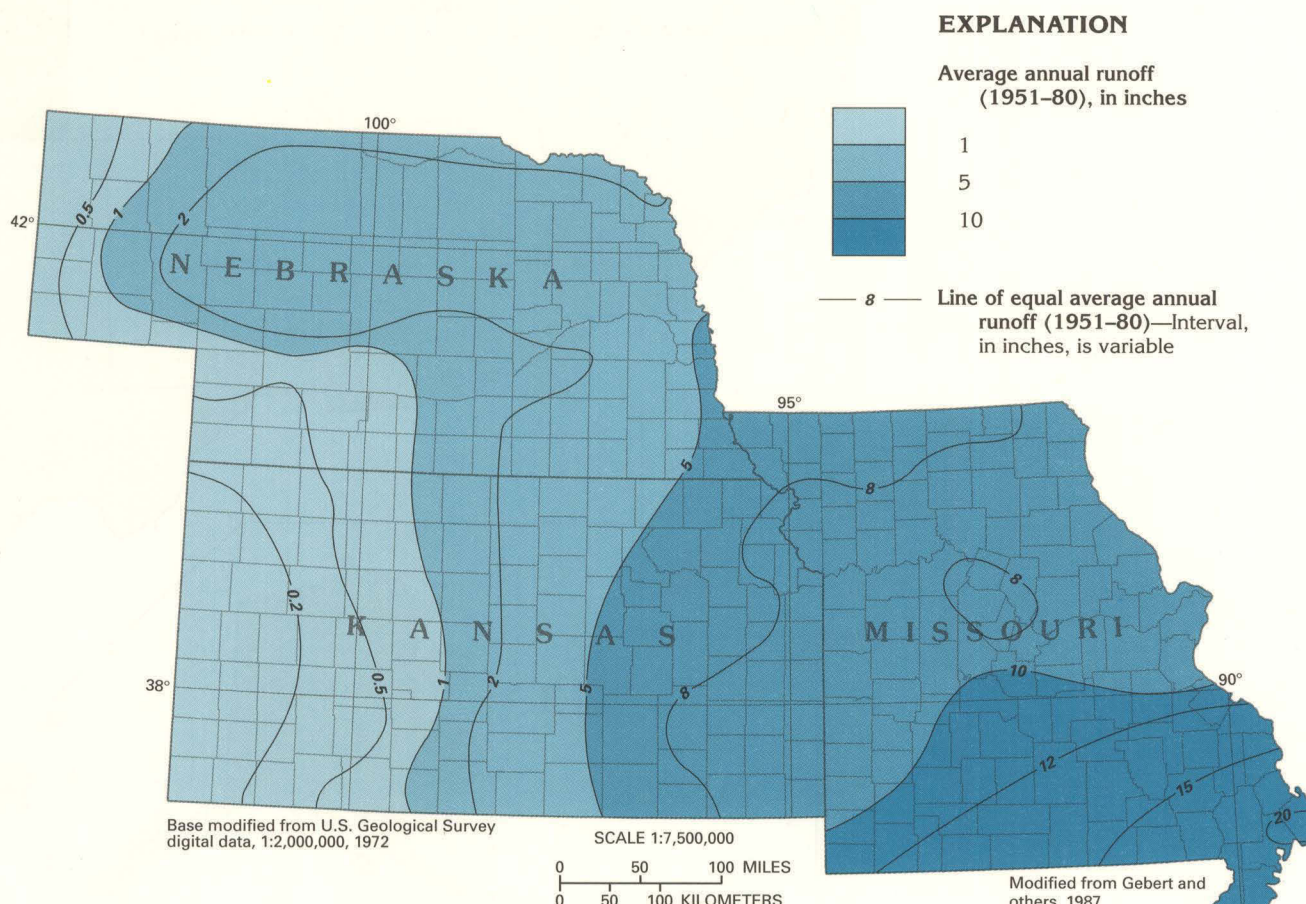 EXPLANATION
Average annual runoff
(1951–80), in inches
1
5
10
— 8 — Line of equal average annual
runoff (1951–80)—Interval,
in inches, is variable
100°
42°
0.5
1
2
NEBRASKA
95°
5
8
0.2
8
KANSAS
MISSOURI
38°
0.5
1
2
5
8
10
90°
12
15
20
Base modified from U.S. Geological Survey
digital data, 1:2,000,000, 1972
SCALE 1:7,500,000
0 50 100 MILES
0 50 100 KILOMETERS
Modified from Gebert and
others, 1987